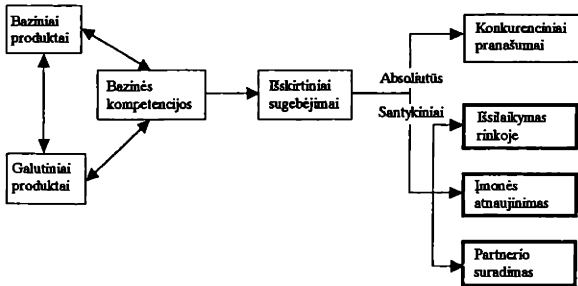 Baziniai
produktai
Galutiniai
produktai
Bazinės
kompetencijos
Išskirtiniai
sugebėjimai
Absoliutūs
Santykiniai
Konkurenciniai
pranašumai
Išsilaikymas
rinkoje
Įmonės
atnaujinimas
Partnerio
suradimas